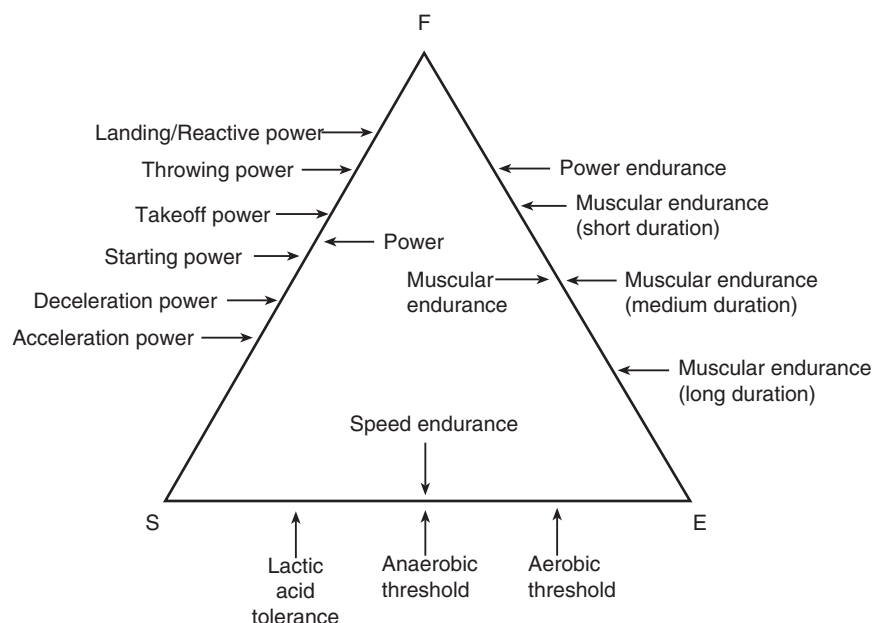 F
Landing/Reactive power
Throwing power
Takeoff power
Starting power
Deceleration power
Acceleration power
Power
Power endurance
Muscular endurance
(short duration)
Muscular
endurance
Muscular endurance
(medium duration)
Muscular endurance
(long duration)
Speed endurance
S
E
Lactic
acid
tolerance
Anaerobic
threshold
Aerobic
threshold